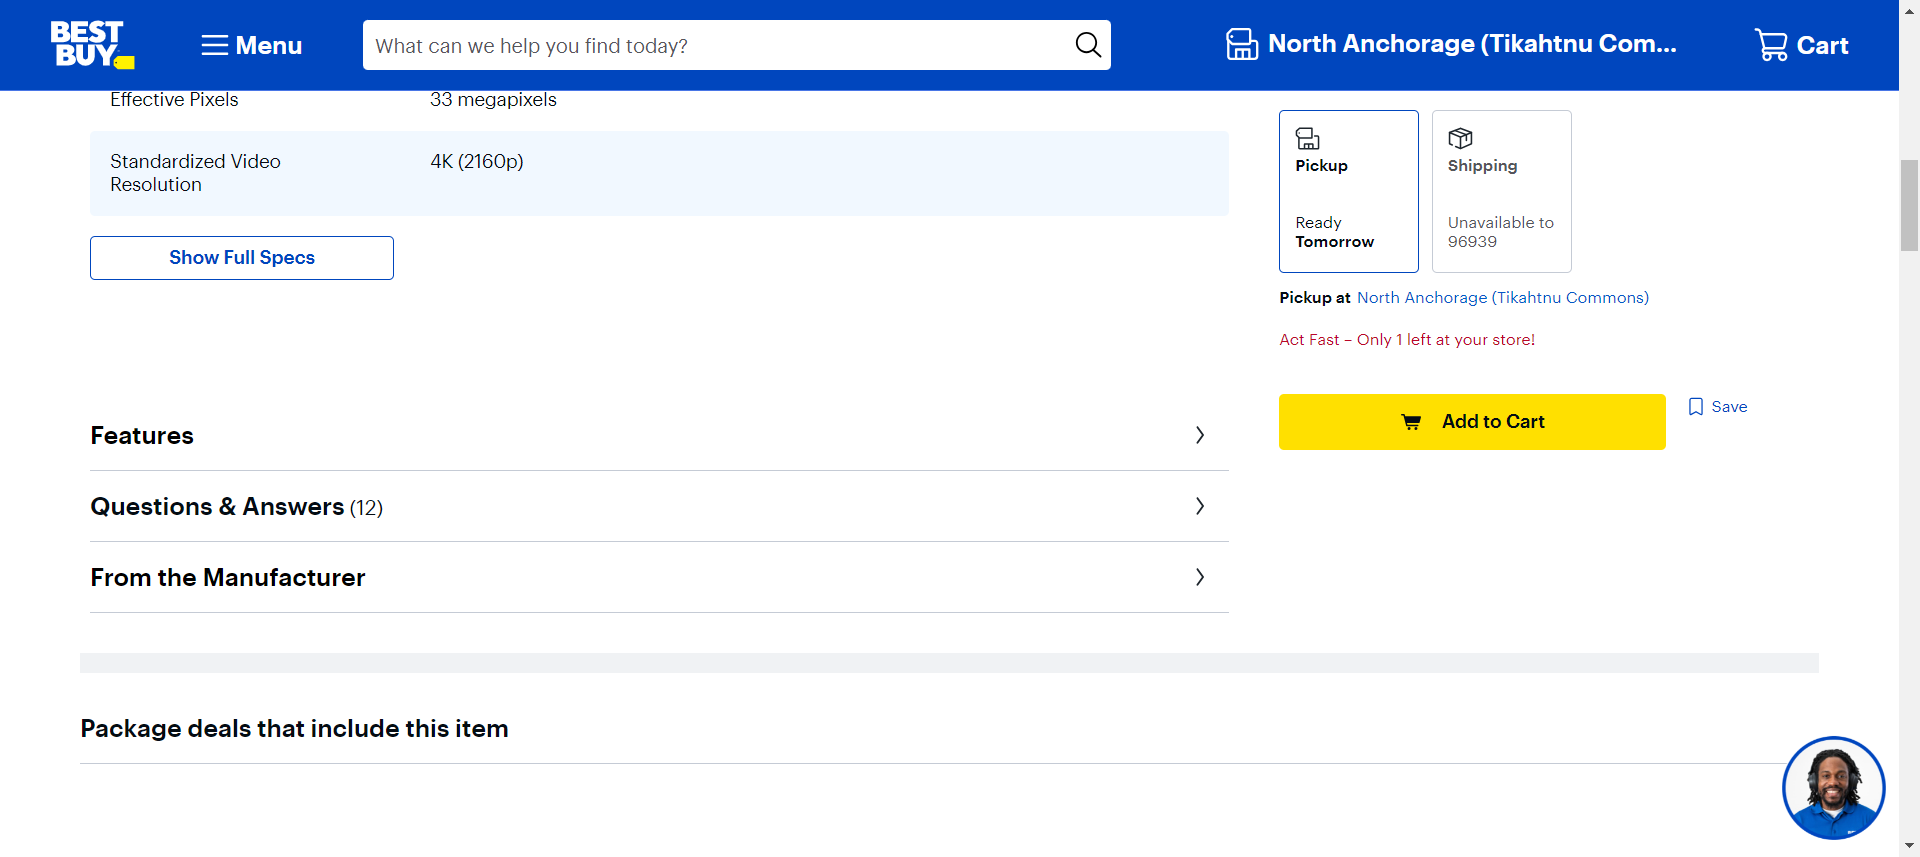 BEST
BUY
Menu
What can we help you find today?
North Anchorage (Tikahtnu Com...
Cart
Effective Pixels
33 megapixels
Standardized Video
Resolution
4K (2160p)
Show Full Specs
Pickup
Ready
Tomorrow
Shipping
Unavailable to
96939
Pickup at North Anchorage (Tikahtnu Commons)
Act Fast – Only 1 left at your store!
Add to Cart
Save
Features
Questions & Answers (12)
From the Manufacturer
Package deals that include this item